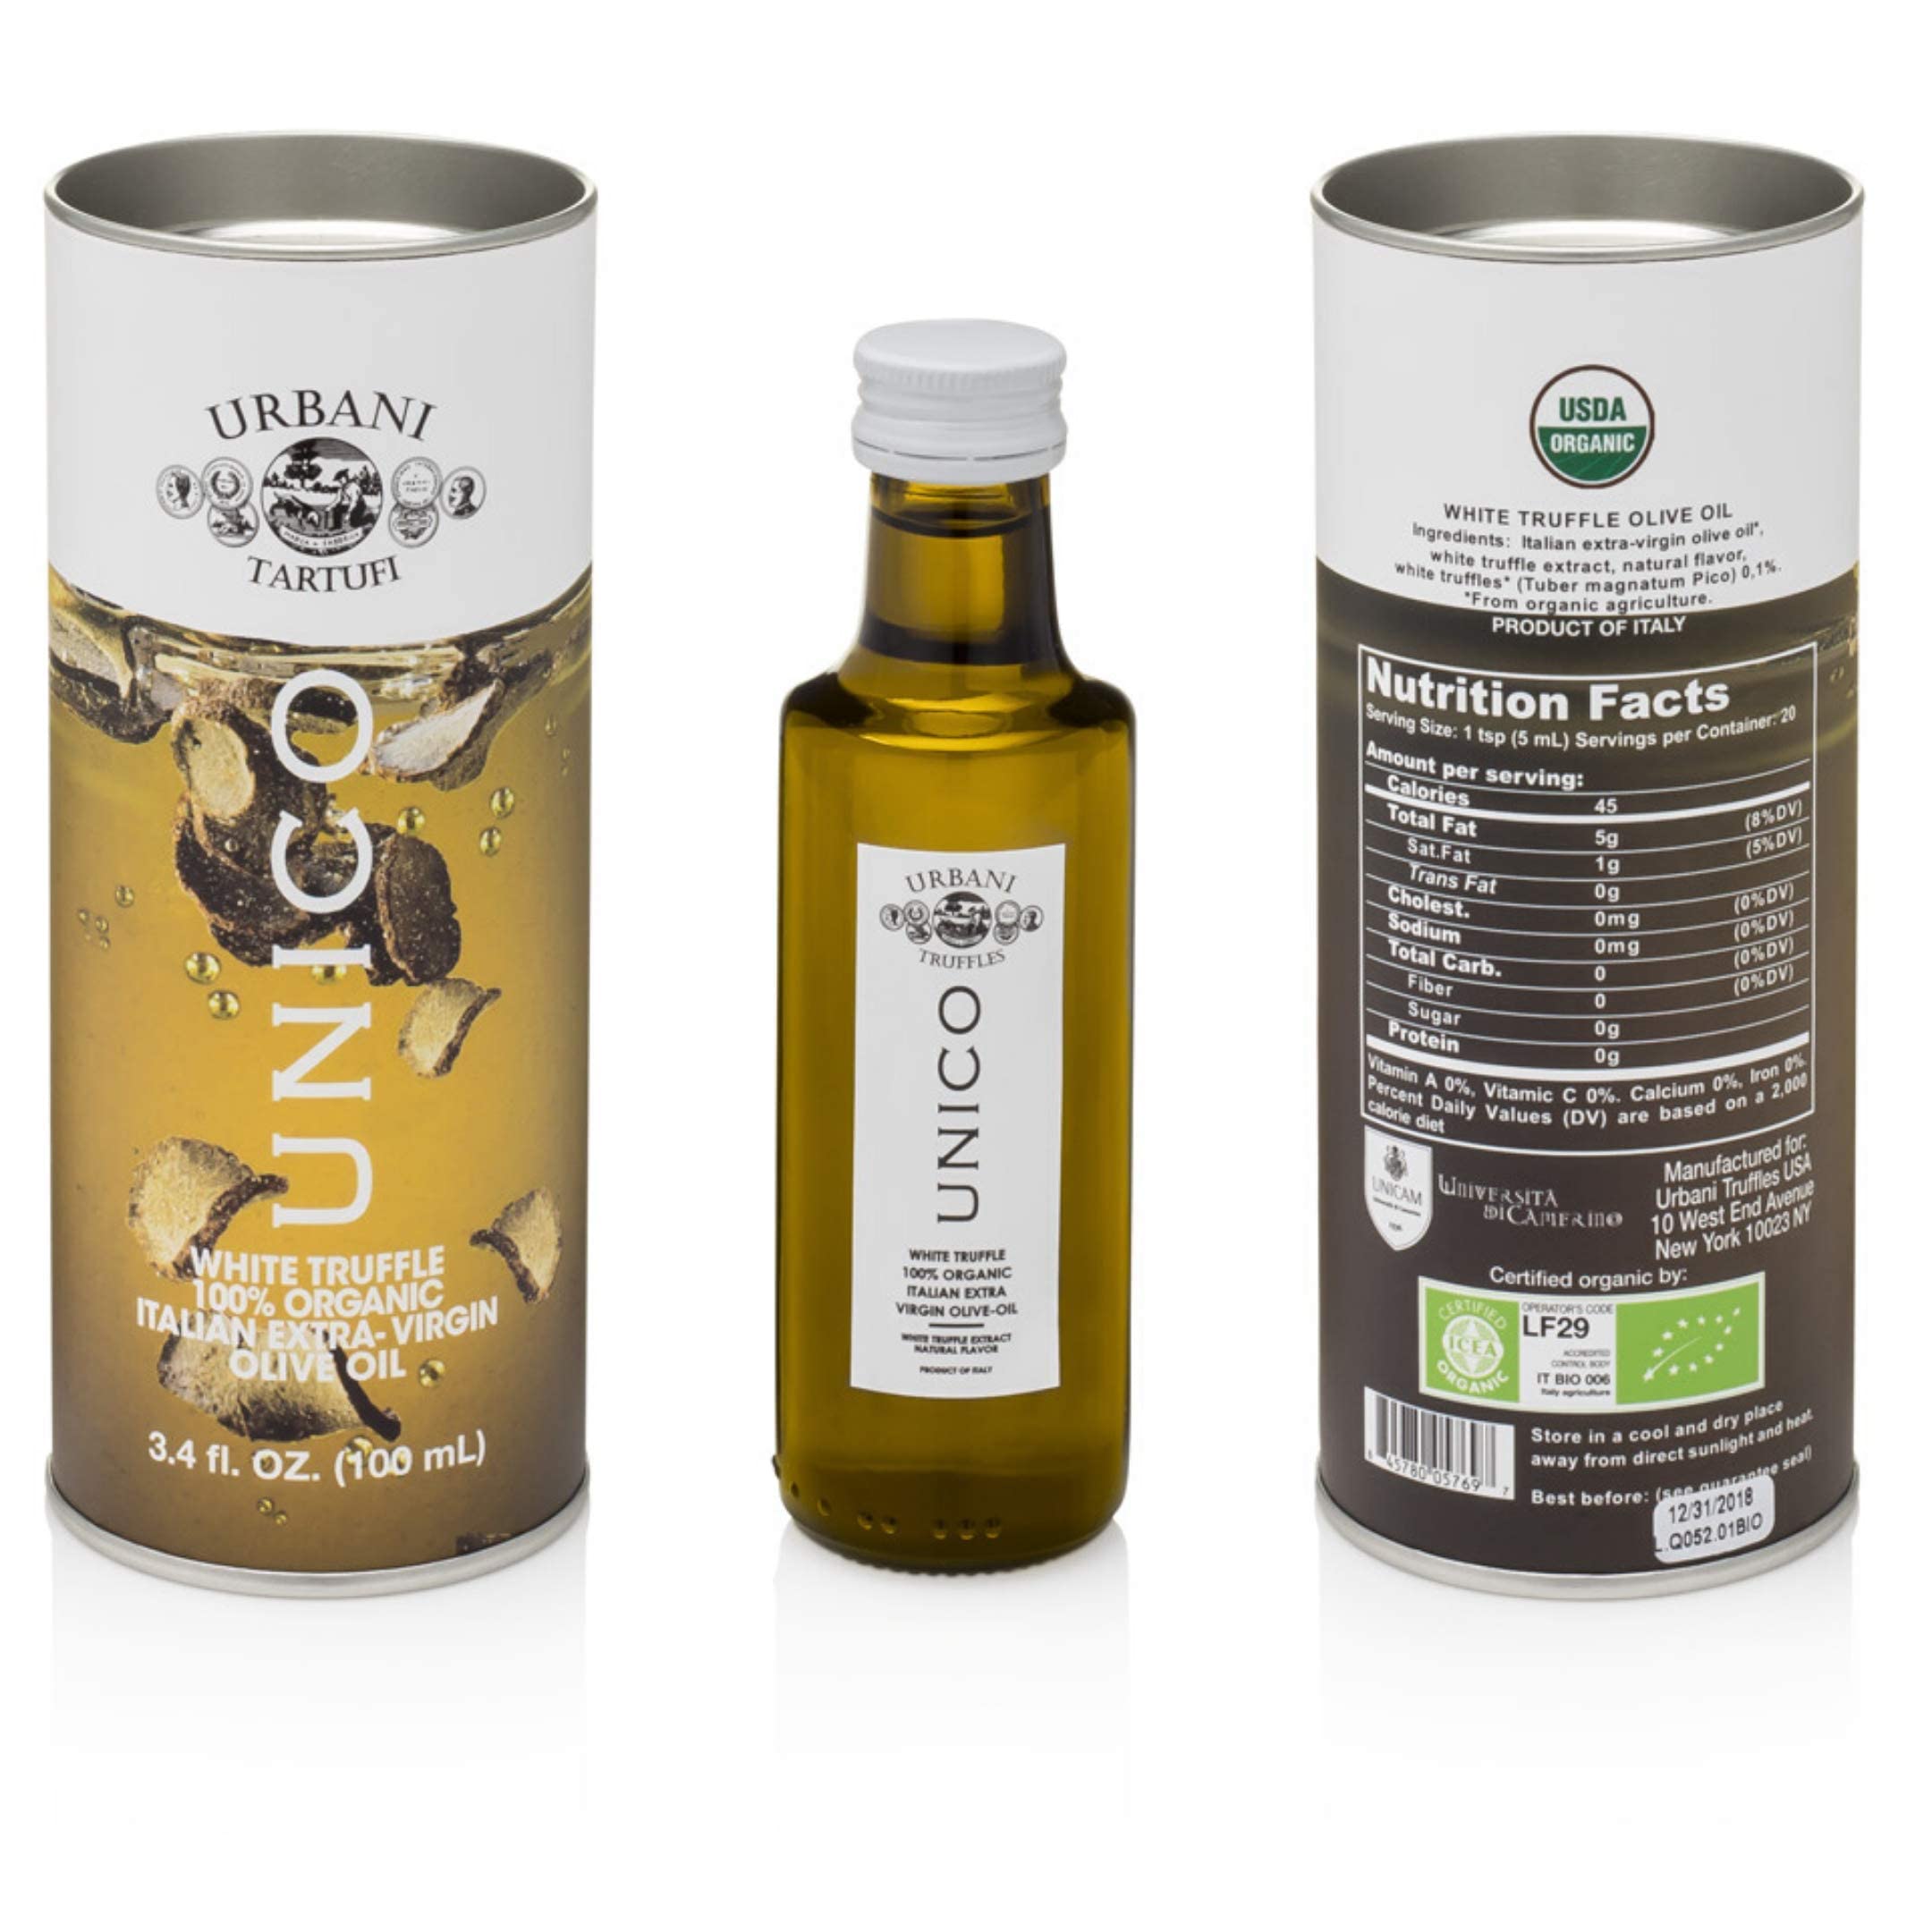 URBANI
TARTUFI
UNICO
WHITE TRUFFLE
100% ORGANIC
ITALIAN EXTRA-VIRGIN
OLIVE OIL
3.4 fl. OZ. (100 mL)
URBANI
TRUFFLES
UNICO
WHITE TRUFFLE
100% ORGANIC
ITALIAN EXTRA
VIRGIN OLIVE-OIL
WHITE TRUFFLE EXTRACT
NATURAL FLAVOR
PRODUCT OF ITALY
USDA
ORGANIC
WHITE TRUFFLE OLIVE OIL
Ingredients: Italian extra-virgin olive oil*,
white truffle extract, natural flavor,
white truffles* (Tuber magnatum Pico) 0,1%.
*From organic agriculture.
PRODUCT OF ITALY
Nutrition Facts
Serving Size: 1 tsp (5 mL) Servings per Container: 20
Amount per serving:
Calories 45
Total Fat 5g (8%DV)
Sat.Fat 1g (5%DV)
Trans Fat 0g
Cholest. 0mg (0%DV)
Sodium 0mg (0%DV)
Total Carb. 0 (0%DV)
Fiber 0 (0%DV)
Sugar 0g
Protein 0g
Vitamin A 0%, Vitamic C 0%. Calcium 0%, Iron 0%.
Percent Daily Values (DV) are based on a 2,000
calorie diet
UNICAM
UNIVERSITÀ
DI CAMERINO
Manufactured for:
Urbani Truffles USA
10 West End Avenue
New York 10023 NY
Certified organic by:
CERTIFIED
ICEA
ORGANIC
OPERATOR'S CODE
LF29
ACCREDITED
CONTROL BODY
IT BIO 006
Italy agriculture
45780 05769 7
Store in a cool and dry place
away from direct sunlight and heat.
Best before: (see guarantee seal)
12/31/2018
L.Q052.01BIO